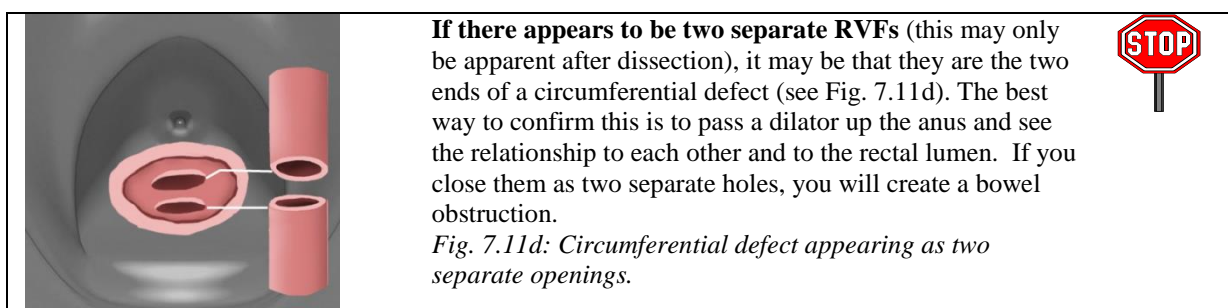 If there appears to be two separate RVFs (this may only
be apparent after dissection), it may be that they are the two
ends of a circumferential defect (see Fig. 7.11d). The best
way to confirm this is to pass a dilator up the anus and see
the relationship to each other and to the rectal lumen.  If you
close them as two separate holes, you will create a bowel
obstruction.
Fig. 7.11d: Circumferential defect appearing as two
separate openings.
STOP